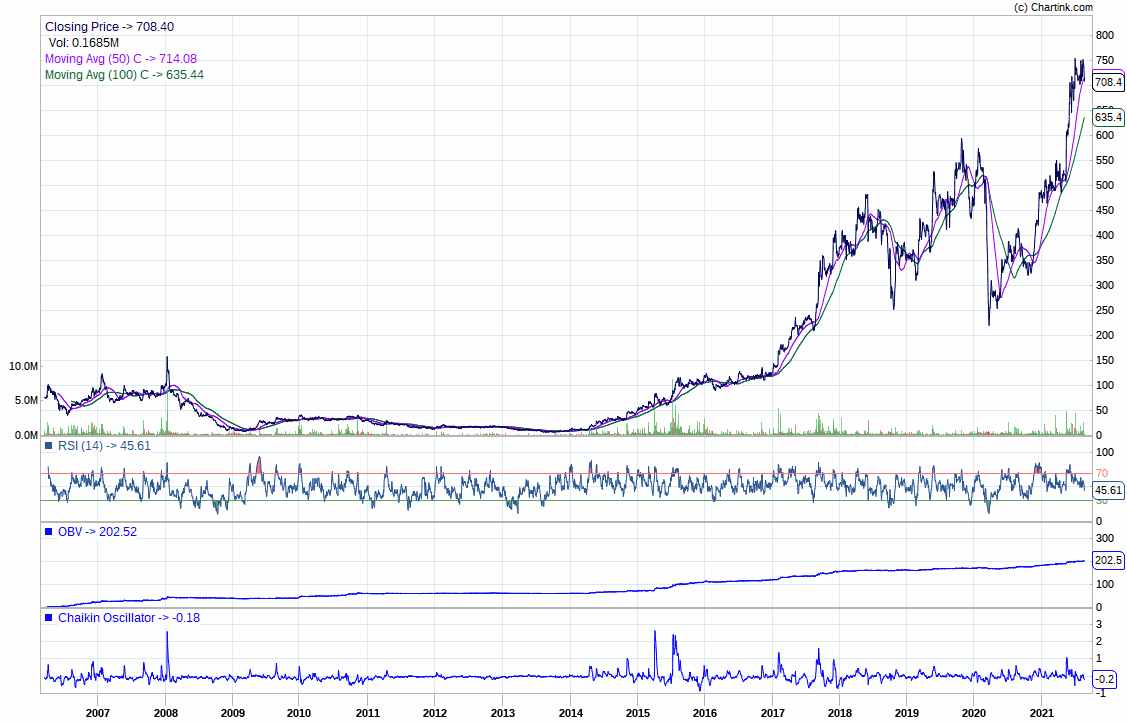 (c) Chartink.com
Closing Price -> 708.40
Vol: 0.1685M
Moving Avg (50) C -> 714.08
Moving Avg (100) C -> 635.44
800
750
708.4
650
635.4
600
550
500
450
400
350
300
250
200
150
100
50
0
10.0M
5.0M
0.0M
RSI (14) -> 45.61
100
70
45.61
30
0
OBV -> 202.52
300
202.5
100
0
Chaikin Oscillator -> -0.18
3
2
1
-0.2
-1
2007 2008 2009 2010 2011 2012 2013 2014 2015 2016 2017 2018 2019 2020 2021